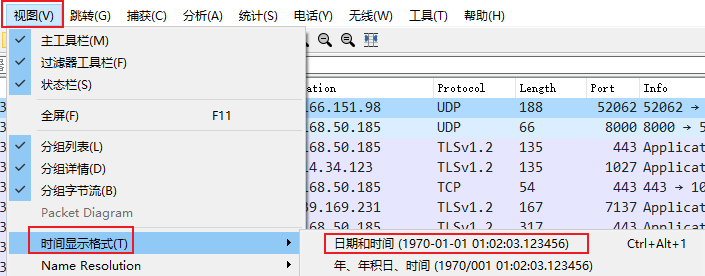 视图(V) 跳转(G) 捕获(C) 分析(A) 统计(S) 电话(Y) 无线(W) 工具(T) 帮助(H)
主工具栏(M)
过滤器工具栏(F)
状态栏(S)
全屏(F) F11
分组列表(L)
分组详情(D)
分组字节流(B)
Packet Diagram
时间显示格式(T)
Name Resolution
ation Protocol Length Port Info
66.151.98 UDP 188 52062 52062 →
68.50.185 UDP 66 8000 8000 → 5
68.50.185 TLSv1.2 135 443 Applicat
4.34.123 TLSv1.2 135 1027 Applicat
68.50.185 TCP 54 443 443 → 10
39.169.231 TLSv1.2 167 7137 Applicat
68.50.185 TLSv1.2 317 443 Applicat
日期和时间 (1970-01-01 01:02:03.123456) Ctrl+Alt+1
年、年积日、时间 (1970/001 01:02:03.123456)